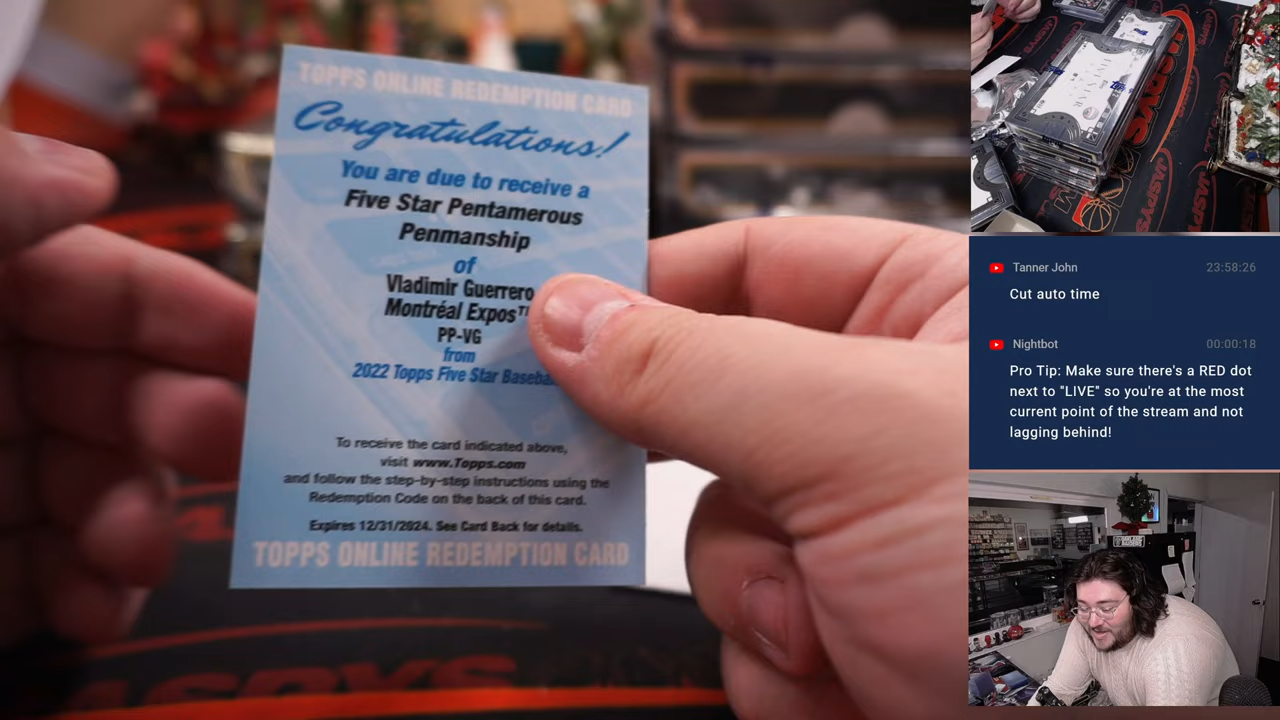 TOPPS ONLINE REDEMPTION CARD
Congratulations!
You are due to receive a
Five Star Pentamerous
Penmanship
of
Vladimir Guerrero
Montréal Expos™
PP-VG
from
2022 Topps Five Star Baseba
To receive the card indicated above,
visit www.Topps.com
and follow the step-by-step instructions using the
Redemption Code on the back of this card.
Expires 12/31/2024. See Card Back for details.
TOPPS ONLINE REDEMPTION CARD
Tanner John 23:58:26
Cut auto time
Nightbot 00:00:18
Pro Tip: Make sure there's a RED dot
next to "LIVE" so you're at the most
current point of the stream and not
lagging behind!